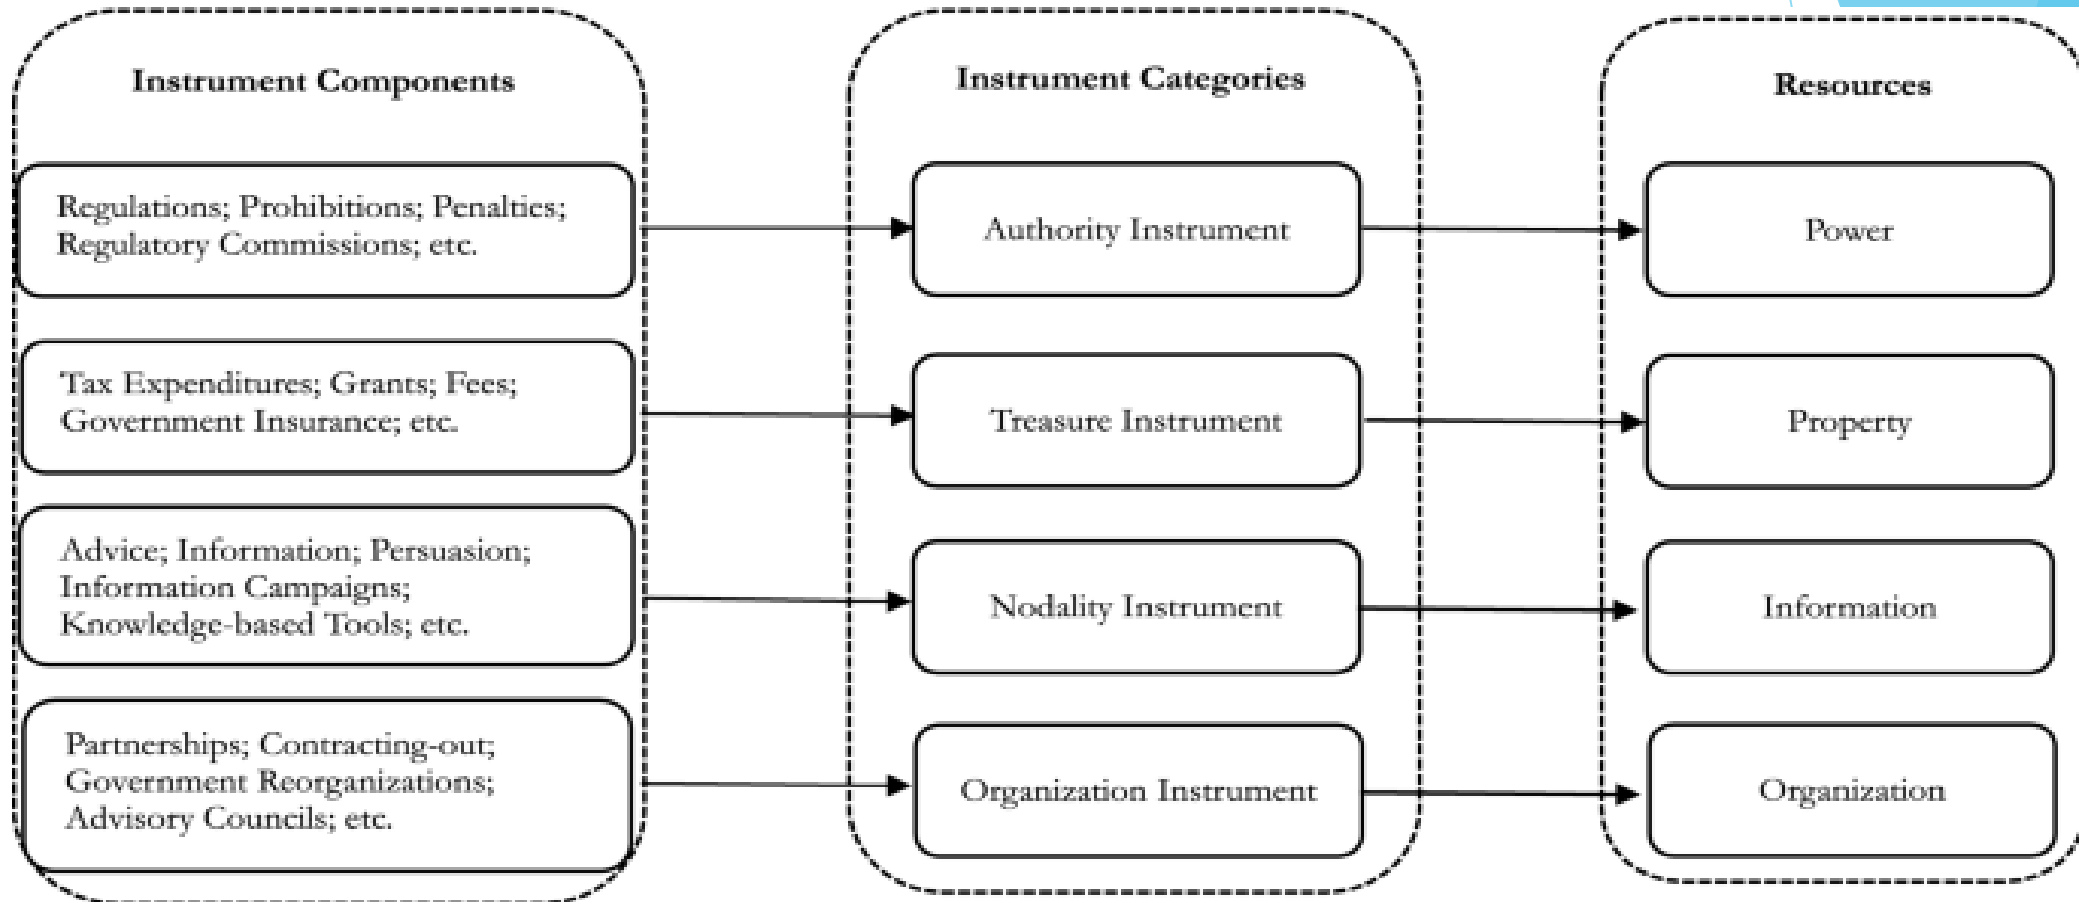 Instrument Components
Regulations; Prohibitions; Penalties;
Regulatory Commissions; etc.
Tax Expenditures; Grants; Fees;
Government Insurance; etc.
Advice; Information; Persuasion;
Information Campaigns;
Knowledge-based Tools; etc.
Partnerships; Contracting-out;
Government Reorganizations;
Advisory Councils; etc.
Instrument Categories
Authority Instrument
Treasure Instrument
Nodality Instrument
Organization Instrument
Resources
Power
Property
Information
Organization